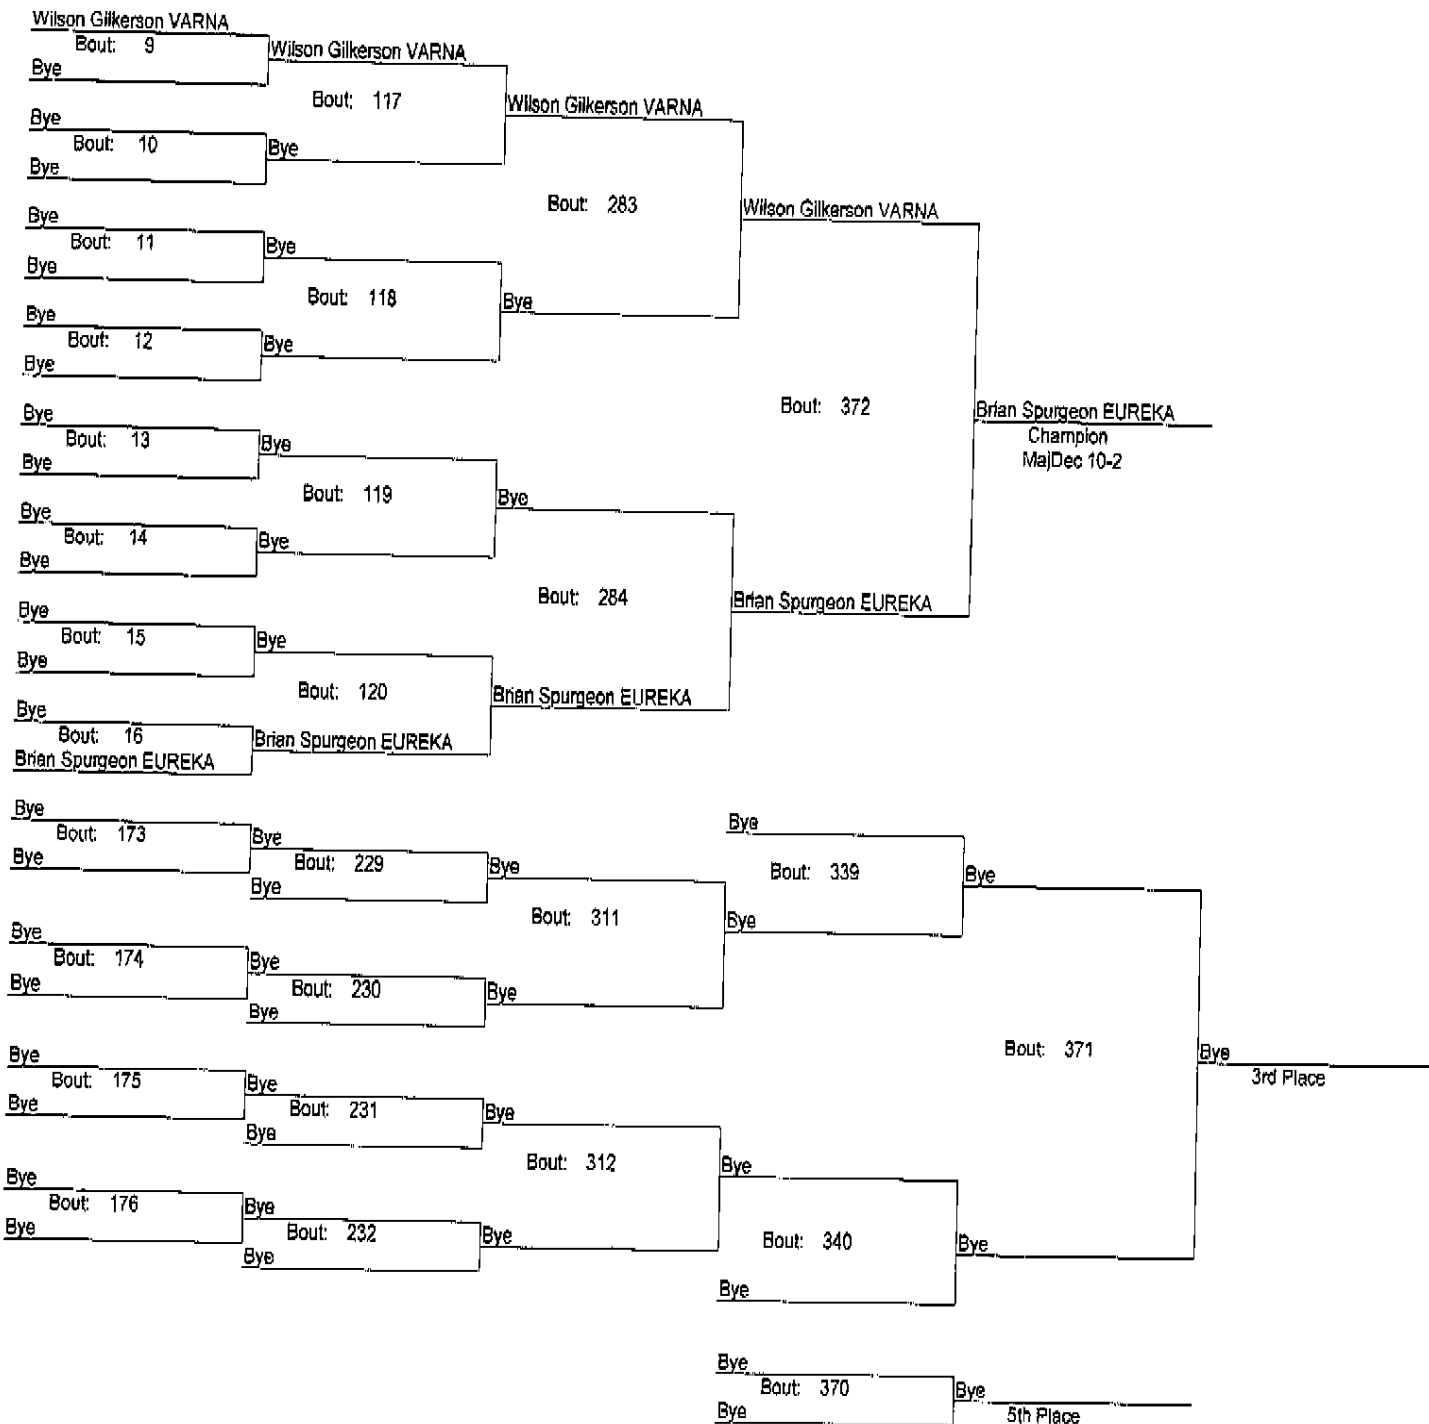 Wilson Gilkerson VARNA
Bout: 9
Wilson Gilkerson VARNA
Bye
Bout: 117
Wilson Gilkerson VARNA
Bye
Bout: 10
Bye
Bye
Bout: 283
Wilson Gilkerson VARNA
Bye
Bout: 11
Bye
Bye
Bout: 118
Bye
Bye
Bout: 12
Bye
Bye
Bout: 372
Brian Spurgeon EUREKA
Champion
MajDec 10-2
Bye
Bout: 13
Bye
Bye
Bout: 119
Bye
Bye
Bout: 14
Bye
Bye
Bout: 284
Brian Spurgeon EUREKA
Bye
Bout: 15
Bye
Bye
Bout: 120
Brian Spurgeon EUREKA
Bye
Bout: 16
Brian Spurgeon EUREKA
Brian Spurgeon EUREKA
Bye
Bout: 173
Bye
Bye
Bout: 229
Bye
Bye
Bout: 311
Bye
Bout: 339
Bye
Bye
Bye
Bout: 174
Bye
Bye
Bout: 230
Bye
Bye
Bout: 371
Bye
3rd Place
Bye
Bout: 175
Bye
Bye
Bout: 231
Bye
Bye
Bout: 312
Bye
Bye
Bout: 176
Bye
Bye
Bout: 232
Bye
Bye
Bout: 340
Bye
Bye
Bye
Bout: 370
Bye
Bye
5th Place